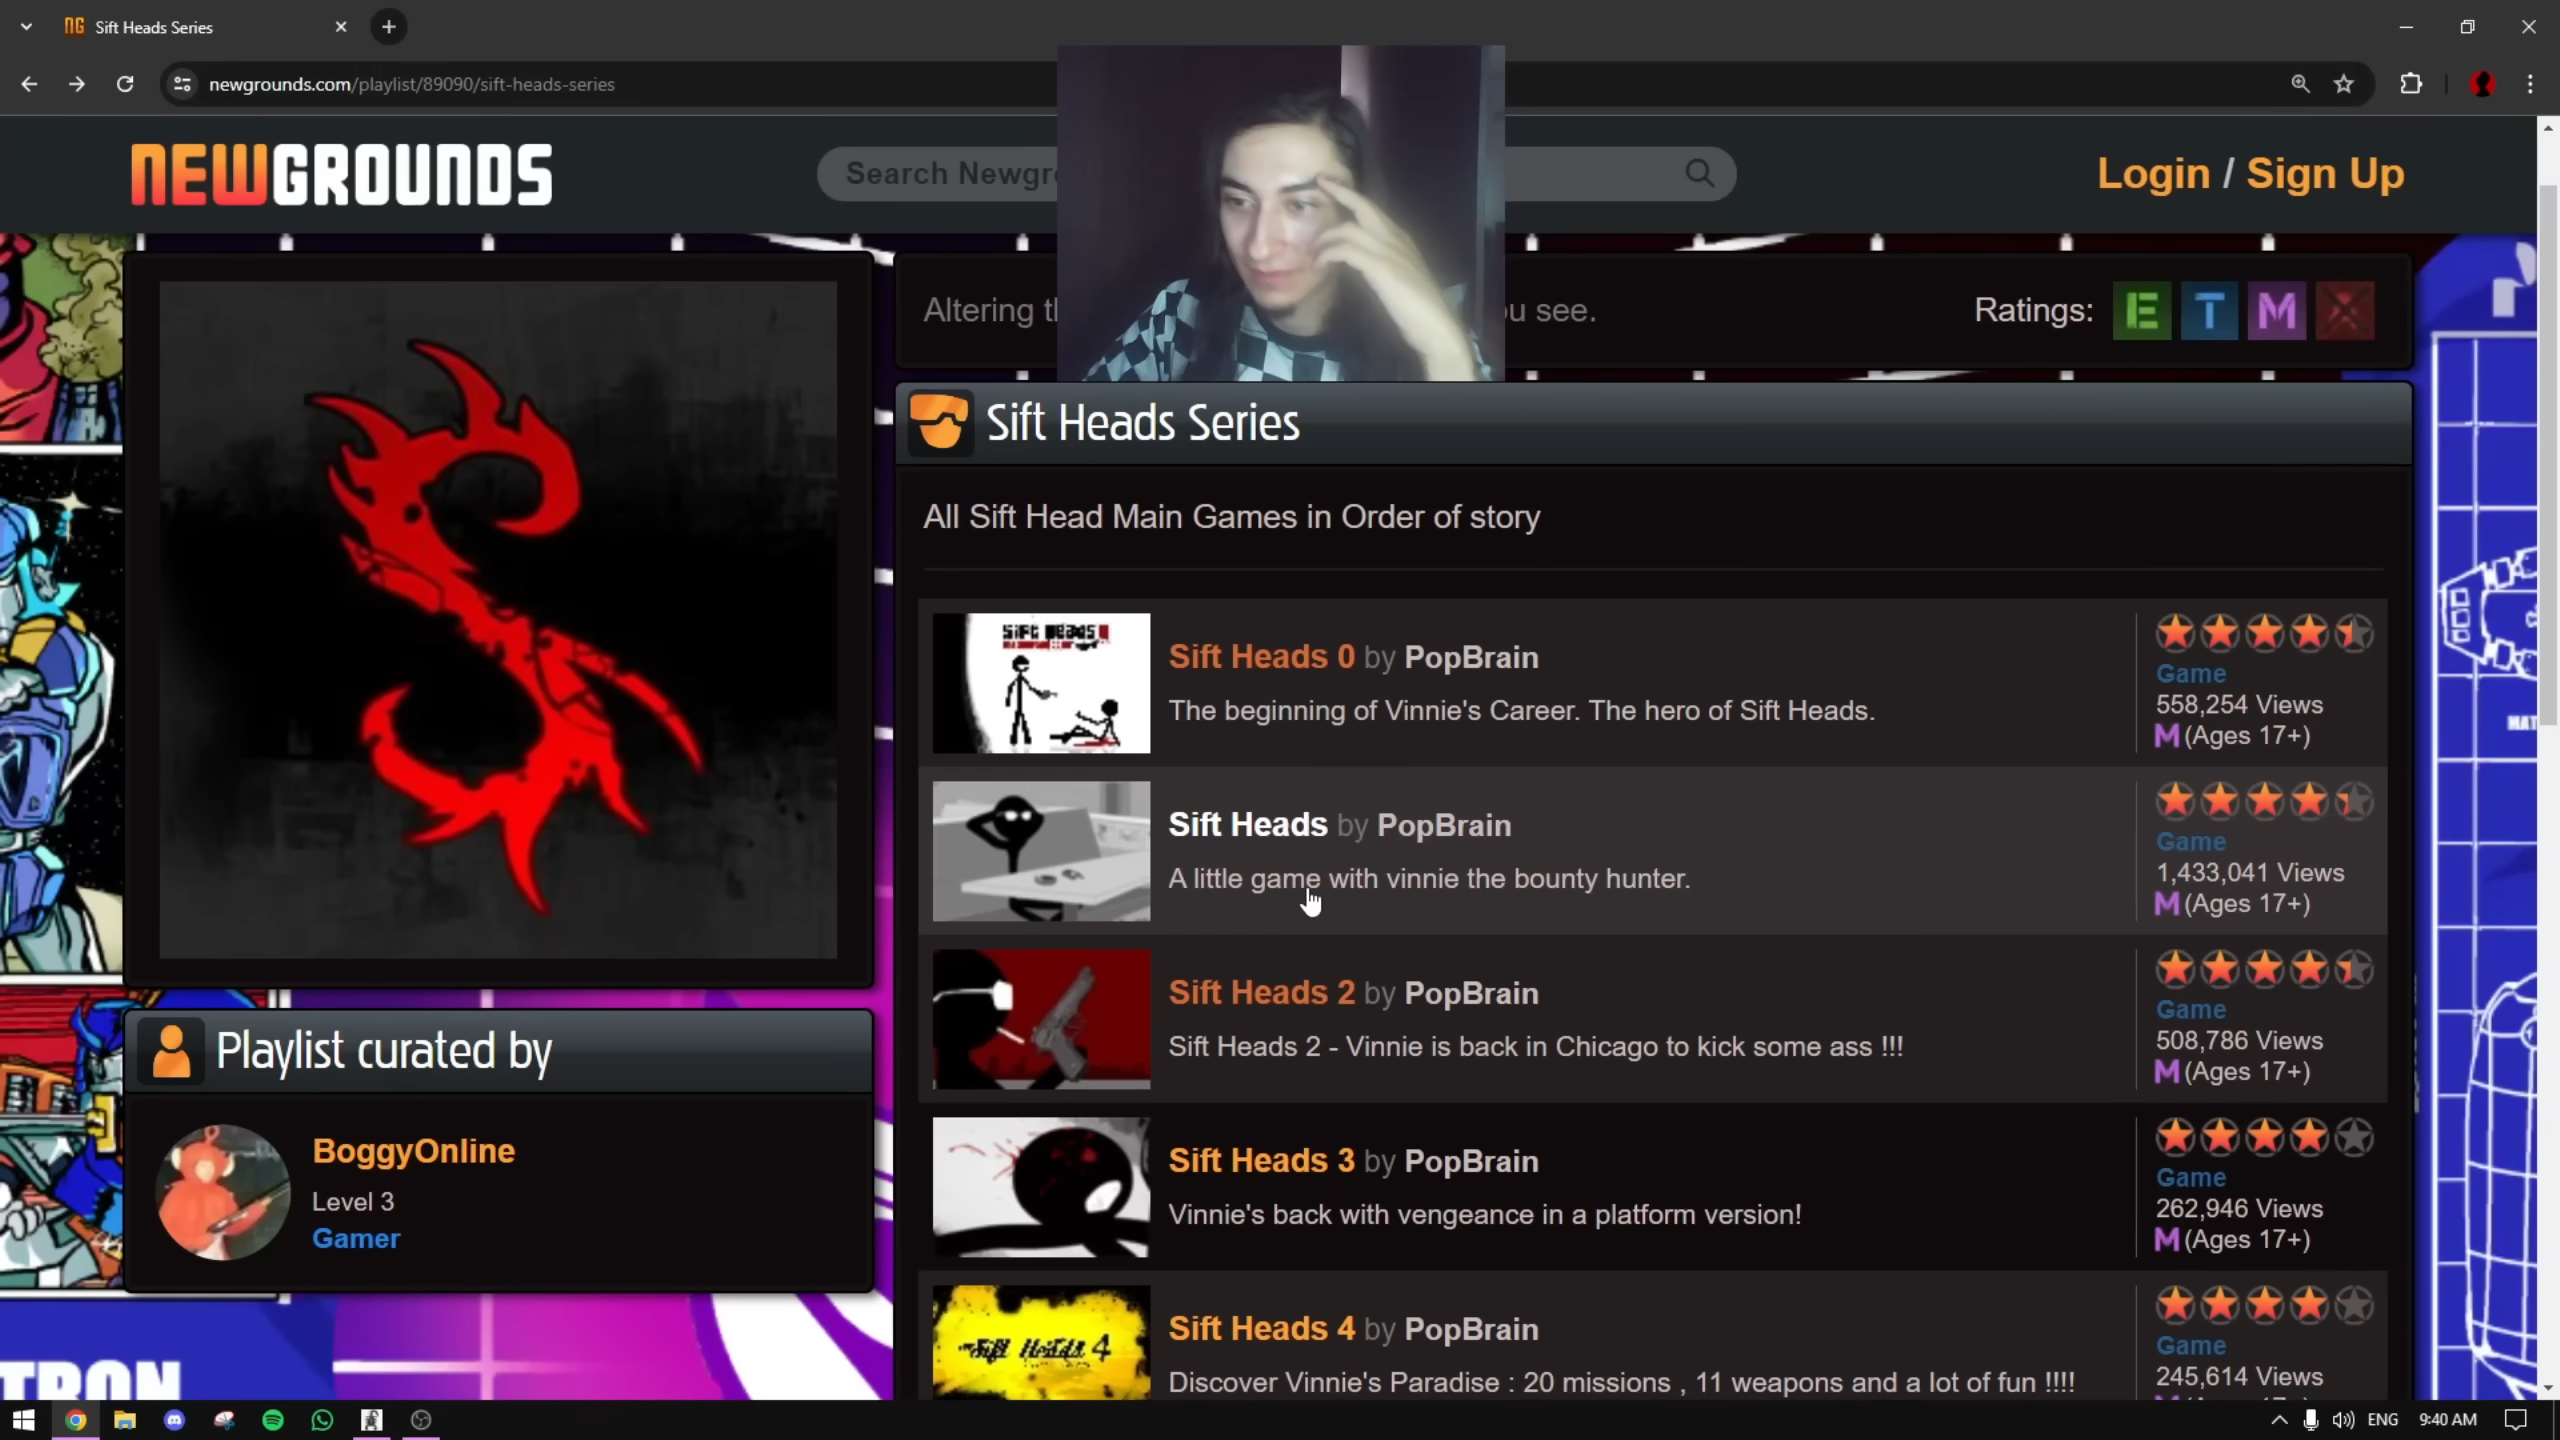 Sift Heads Series
newgrounds.com/playlist/89090/sift-heads-series
NEWGROUNDS
Search Newgr
Login / Sign Up
Altering t
u see.
Ratings: E T M
Sift Heads Series
All Sift Head Main Games in Order of story
SIFT HEADS
Sift Heads 0 by PopBrain
The beginning of Vinnie's Career. The hero of Sift Heads.
Game
558,254 Views
M (Ages 17+)
Sift Heads by PopBrain
A little game with vinnie the bounty hunter.
Game
1,433,041 Views
M (Ages 17+)
Sift Heads 2 by PopBrain
Sift Heads 2 - Vinnie is back in Chicago to kick some ass !!!
Game
508,786 Views
M (Ages 17+)
Sift Heads 3 by PopBrain
Vinnie's back with vengeance in a platform version!
Game
262,946 Views
M (Ages 17+)
Sift Heads 4
Sift Heads 4 by PopBrain
Discover Vinnie's Paradise : 20 missions , 11 weapons and a lot of fun !!!!
Game
245,614 Views
Playlist curated by
BoggyOnline
Level 3
Gamer
TRON
MAT
ENG
9:40 AM